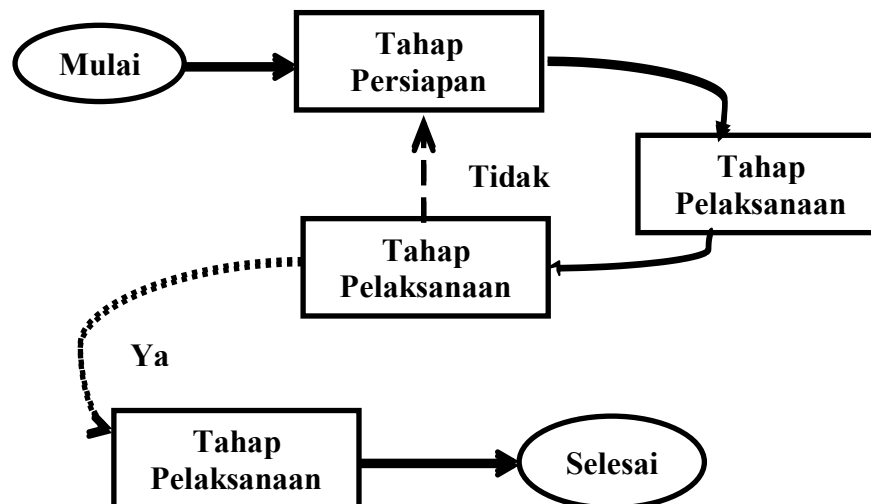 Mulai
Tahap
Persiapan
Tahap
Pelaksanaan
Tidak
Tahap
Pelaksanaan
Ya
Tahap
Pelaksanaan
Selesai